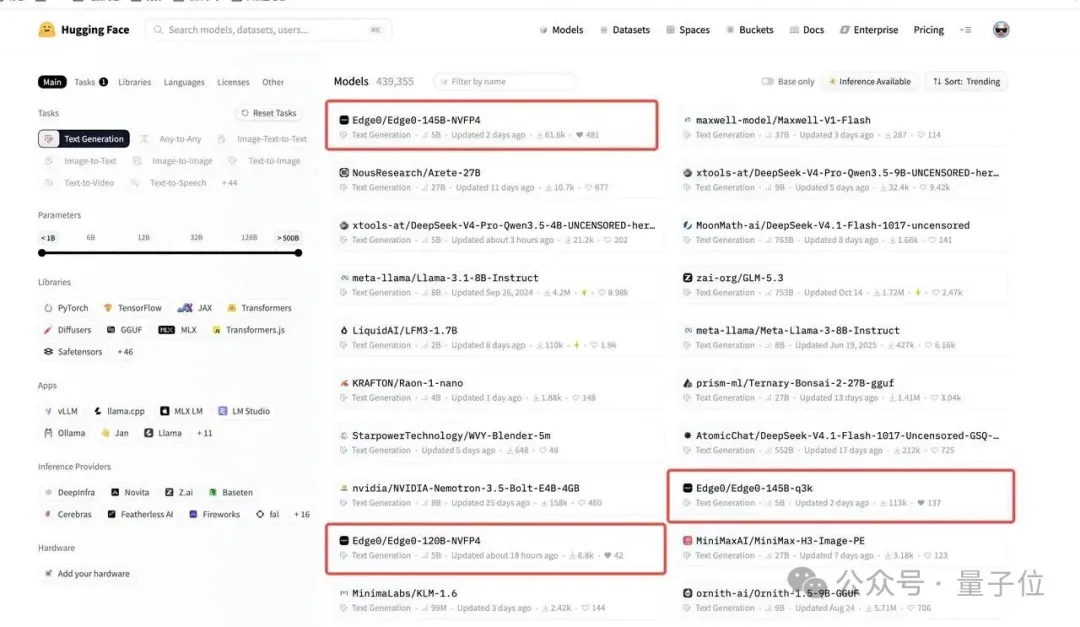 Hugging Face
Search models, datasets, users...
⌘K
Models
Datasets
Spaces
Buckets
Docs
Enterprise
Pricing
Main Tasks 1 Libraries Languages Licenses Other
Tasks
Reset Tasks
Text Generation Any-to-Any Image-Text-to-Text
Image-to-Text Image-to-Image Text-to-Image
Text-to-Video Text-to-Speech +44
Parameters
<1B 6B 12B 32B 128B >500B
Libraries
PyTorch TensorFlow JAX Transformers
Diffusers GGUF MLX Transformers.js
Safetensors +46
Apps
vLLM llama.cpp MLX LM LM Studio
Ollama Jan Llama +11
Inference Providers
DeepInfra Novita Z.ai Baseten
Cerebras Featherless AI Fireworks fal +16
Hardware
Add your hardware
Models 439,355
Filter by name
Base only
Inference Available
Sort: Trending
Edge0/Edge0-145B-NVFP4
Text Generation · 5B · Updated 2 days ago · 61.6k · 481
maxwell-model/Maxwell-V1-Flash
Text Generation · 37B · Updated 3 days ago · 287 · 114
NousResearch/Arete-27B
Text Generation · 27B · Updated 11 days ago · 10.7k · 677
xtools-at/DeepSeek-V4-Pro-Qwen3.5-9B-UNCENSORED-her…
Text Generation · 9B · Updated 5 days ago · 32.4k · 9.42k
xtools-at/DeepSeek-V4-Pro-Qwen3.5-4B-UNCENSORED-her…
Text Generation · 5B · Updated about 3 hours ago · 21.2k · 202
MoonMath-ai/DeepSeek-V4.1-Flash-1017-uncensored
Text Generation · 763B · Updated 8 days ago · 1.68k · 141
meta-llama/Llama-3.1-8B-Instruct
Text Generation · 8B · Updated Sep 26, 2024 · 4.2M · 8.98k
zai-org/GLM-5.3
Text Generation · 753B · Updated Oct 14 · 1.72M · 2.47k
LiquidAI/LFM3-1.7B
Text Generation · 2B · Updated 8 days ago · 110k · 1.9k
meta-llama/Meta-Llama-3-8B-Instruct
Text Generation · 8B · Updated Jun 19, 2025 · 427k · 6.16k
KRAFTON/Raon-1-nano
Text Generation · 4B · Updated 1 day ago · 1.88k · 148
prism-ml/Ternary-Bonsai-2-27B-gguf
Text Generation · 27B · Updated 13 days ago · 1.41M · 3.04k
StarpowerTechnology/WVY-Blender-5m
Text Generation · Updated 5 days ago · 648 · 48
AtomicChat/DeepSeek-V4.1-Flash-1017-Uncensored-GSQ-…
Text Generation · 552B · Updated 17 days ago · 212k · 725
nvidia/NVIDIA-Nemotron-3.5-Bolt-E4B-4GB
Text Generation · 8B · Updated 25 days ago · 158k · 460
Edge0/Edge0-145B-q3k
Text Generation · 5B · Updated 2 days ago · 113k · 137
Edge0/Edge0-120B-NVFP4
Text Generation · 5B · Updated about 18 hours ago · 6.8k · 42
MiniMaxAI/MiniMax-H3-Image-PE
Text Generation · 27B · Updated 7 days ago · 3.18k · 123
MinimaLabs/KLM-1.6
Text Generation · 99M · Updated 3 days ago · 2.42k · 144
ornith-ai/Ornith-1.5-9B-GGUF
Text Generation · 9B · Updated Aug 24 · 5.71M · 706
公众号 · 量子位